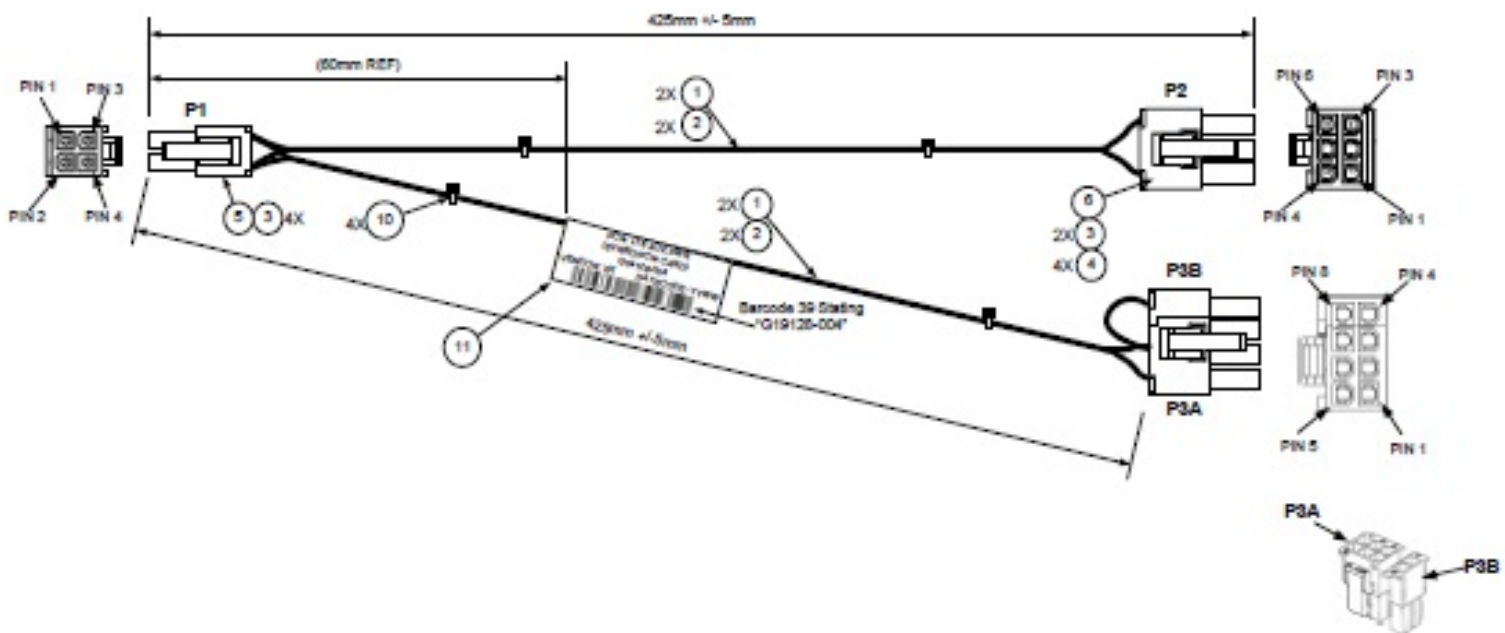 425mm +/- 5mm
(60mm REF)
PIN 1
PIN 3
P1
2X 1
2X 2
P2
PIN 6
PIN 3
PIN 2
PIN 4
5 3 4X
4X 10
2X 1
2X 2
6
2X 3
4X 4
PIN 4
PIN 1
P3B
PIN 8
PIN 4
Barcode 39 Stating
"G19128-004"
11
425mm +/-5mm
P3A
PIN 5
PIN 1
P3A
P3B